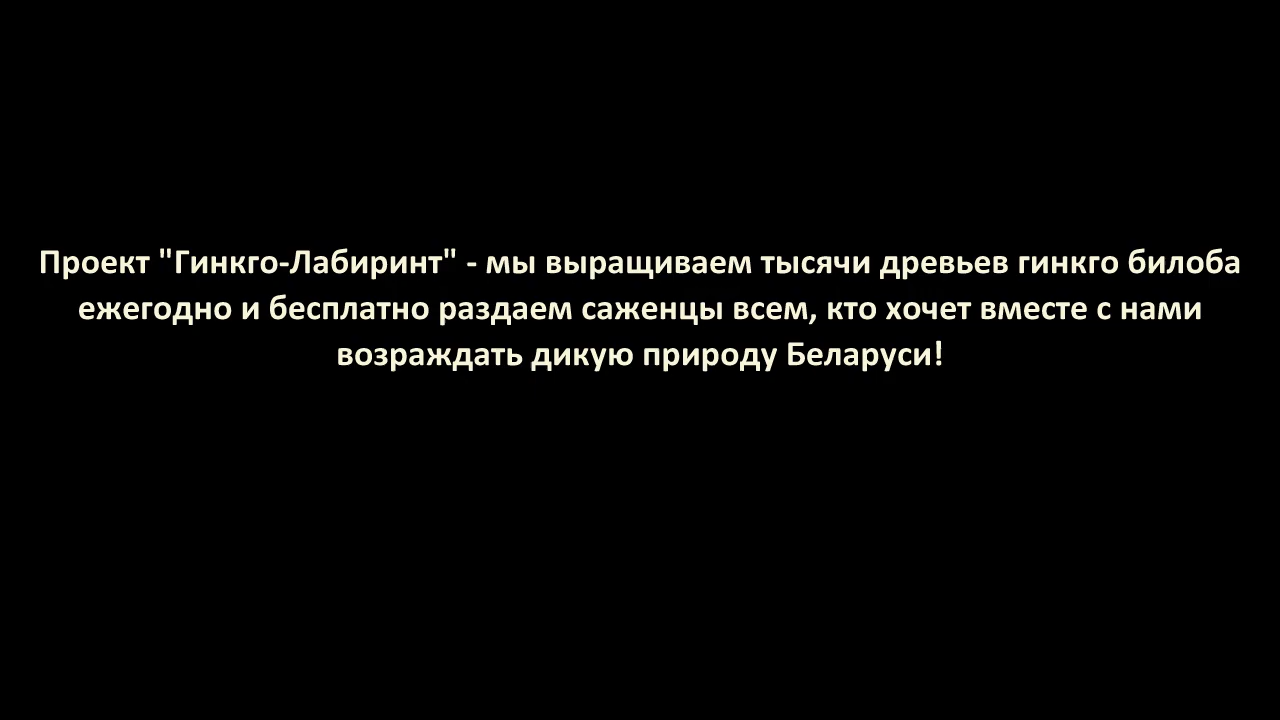 Проект "Гинкго-Лабиринт" - мы выращиваем тысячи древьев гинкго билоба
ежегодно и бесплатно раздаем саженцы всем, кто хочет вместе с нами
возраждать дикую природу Беларуси!